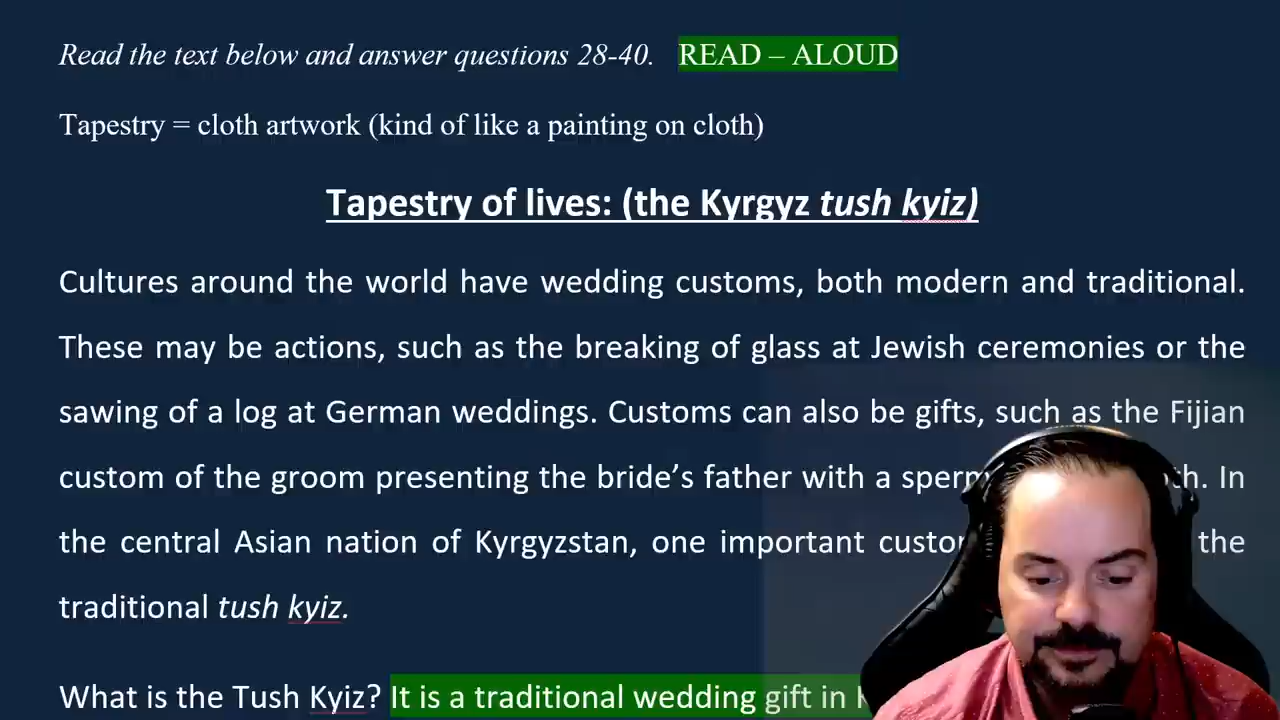 Read the text below and answer questions 28-40. READ – ALOUD
Tapestry = cloth artwork (kind of like a painting on cloth)
Tapestry of lives: (the Kyrgyz tush kyiz)
Cultures around the world have wedding customs, both modern and traditional.
These may be actions, such as the breaking of glass at Jewish ceremonies or the
sawing of a log at German weddings. Customs can also be gifts, such as the Fijian
custom of the groom presenting the bride’s father with a sperm In
the central Asian nation of Kyrgyzstan, one important the
traditional tush kyiz.
What is the Tush Kyiz? It is a traditional wedding gift in